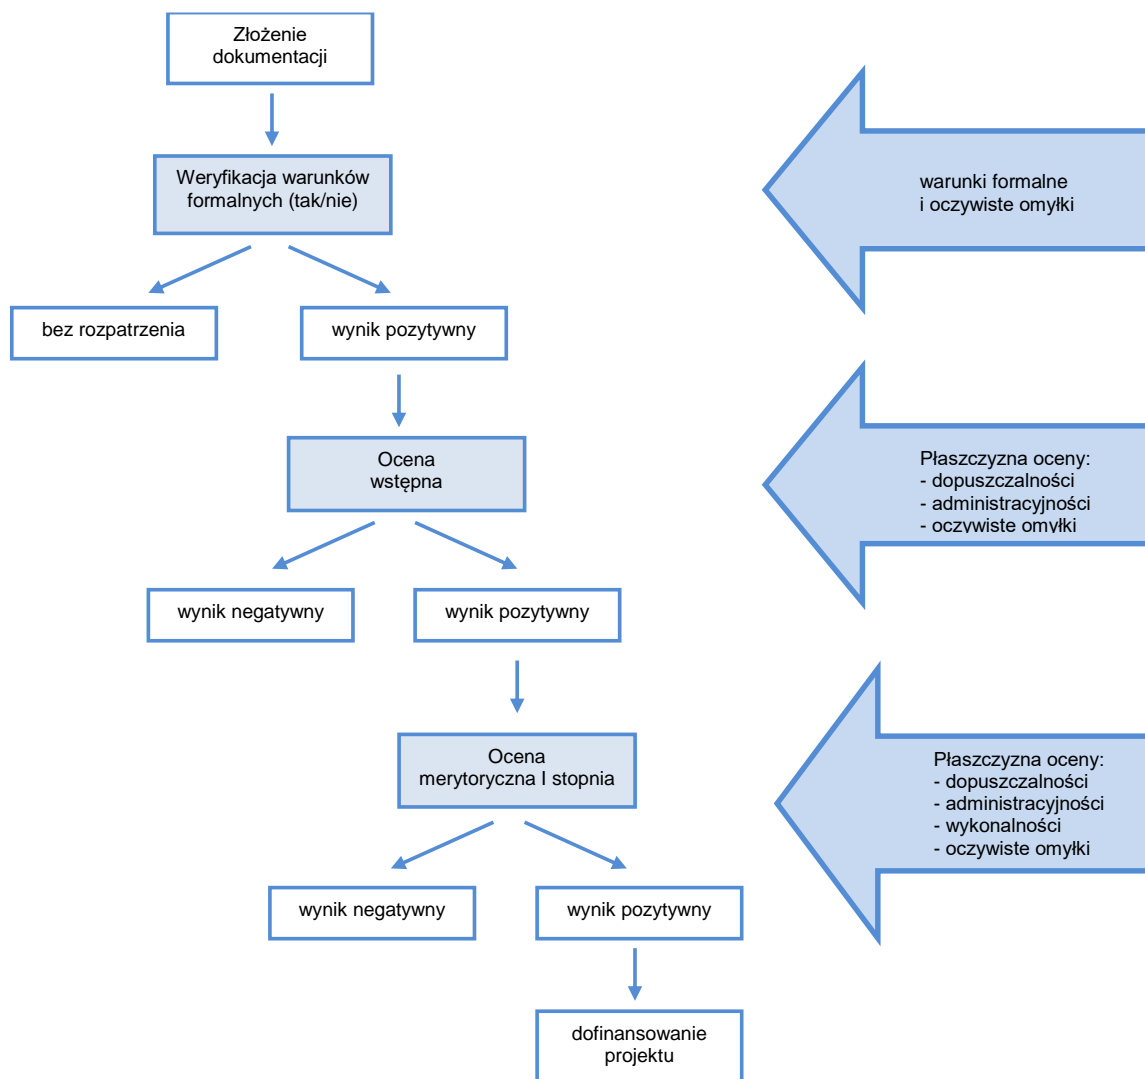 Złożenie
dokumentacji
Weryfikacja warunków
formalnych (tak/nie)
warunki formalne
i oczywiste omyłki
bez rozpatrzenia
wynik pozytywny
Ocena
wstępna
Płaszczyzna oceny:
- dopuszczalności
- administracyjności
- oczywiste omyłki
wynik negatywny
wynik pozytywny
Ocena
merytoryczna I stopnia
Płaszczyzna oceny:
- dopuszczalności
- administracyjności
- wykonalności
- oczywiste omyłki
wynik negatywny
wynik pozytywny
dofinansowanie
projektu